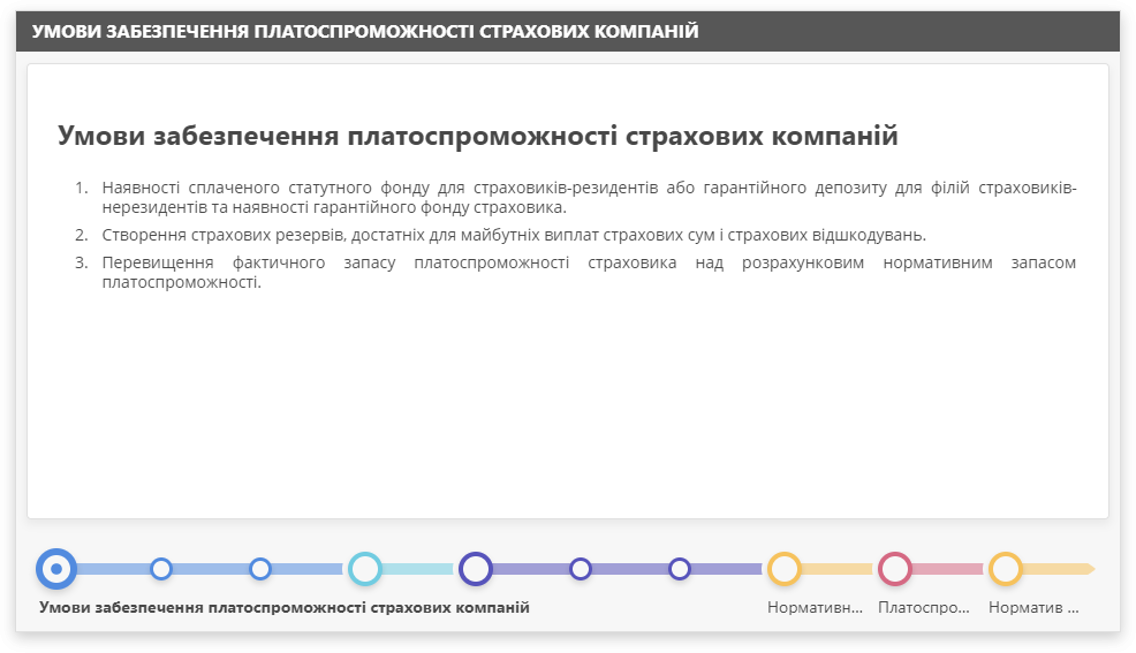 УМОВИ ЗАБЕЗПЕЧЕННЯ ПЛАТОСПРОМОЖНОСТІ СТРАХОВИХ КОМПАНІЙ
Умови забезпечення платоспроможності страхових компаній
1. Наявності сплаченого статутного фонду для страховиків-резидентів або гарантійного депозиту для філій страховиків-
нерезидентів та наявності гарантійного фонду страховика.
2. Створення страхових резервів, достатніх для майбутніх виплат страхових сум і страхових відшкодувань.
3. Перевищення фактичного запасу платоспроможності страховика над розрахунковим нормативним запасом
платоспроможності.
Умови забезпечення платоспроможності страхових компаній Нормативн... Платоспро... Норматив ...